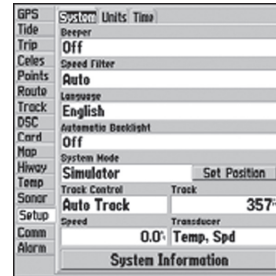 GPS
Tide
Trip
Celes
Points
Route
Track
DSC
Card
Map
Hiway
Temp
Sonar
Setup
Comm
Alarm
System Units Time
Beeper
Off
Speed Filter
Auto
Language
English
Automatic Backlight
Off
System Mode
Simulator Set Position
Track Control Track
Auto Track 357°
Speed Transducer
0.0 Temp, Spd
System Information